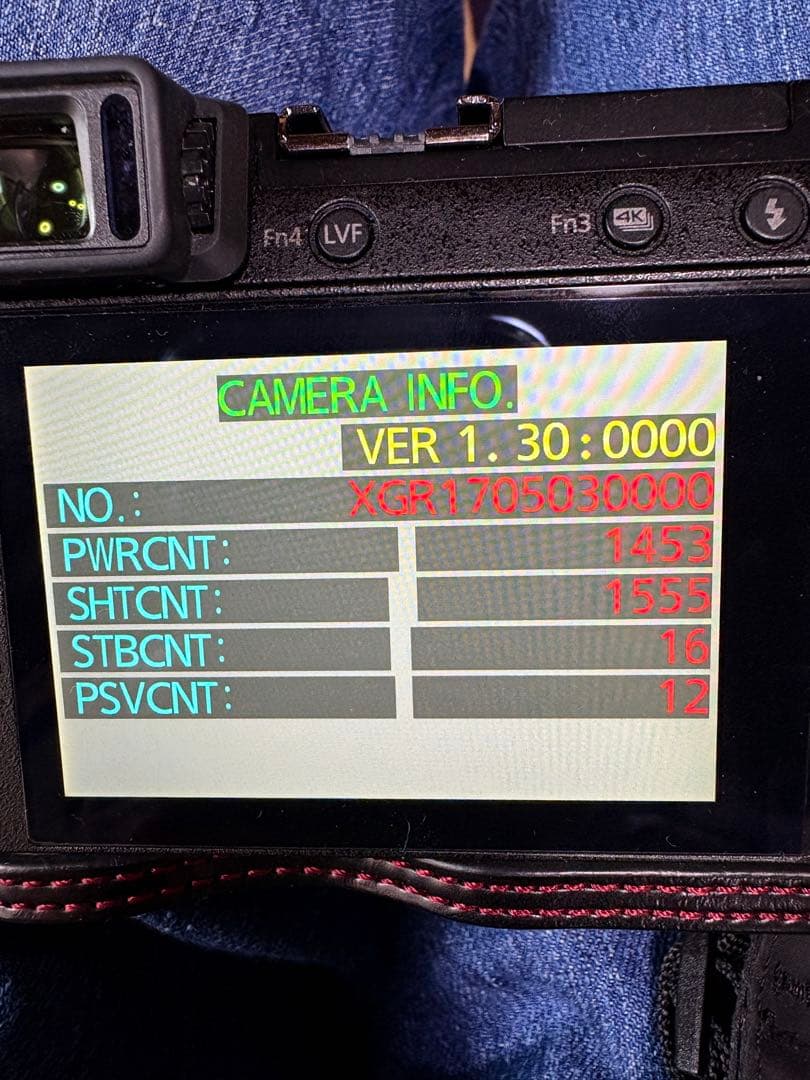 Fn4 LVF Fn3 4K
CAMERA INFO.
VER 1. 30 : 0000
NO. : XGR1705030000
PWRCNT : 1453
SHTCNT : 1555
STBCNT : 16
PSVCNT : 12